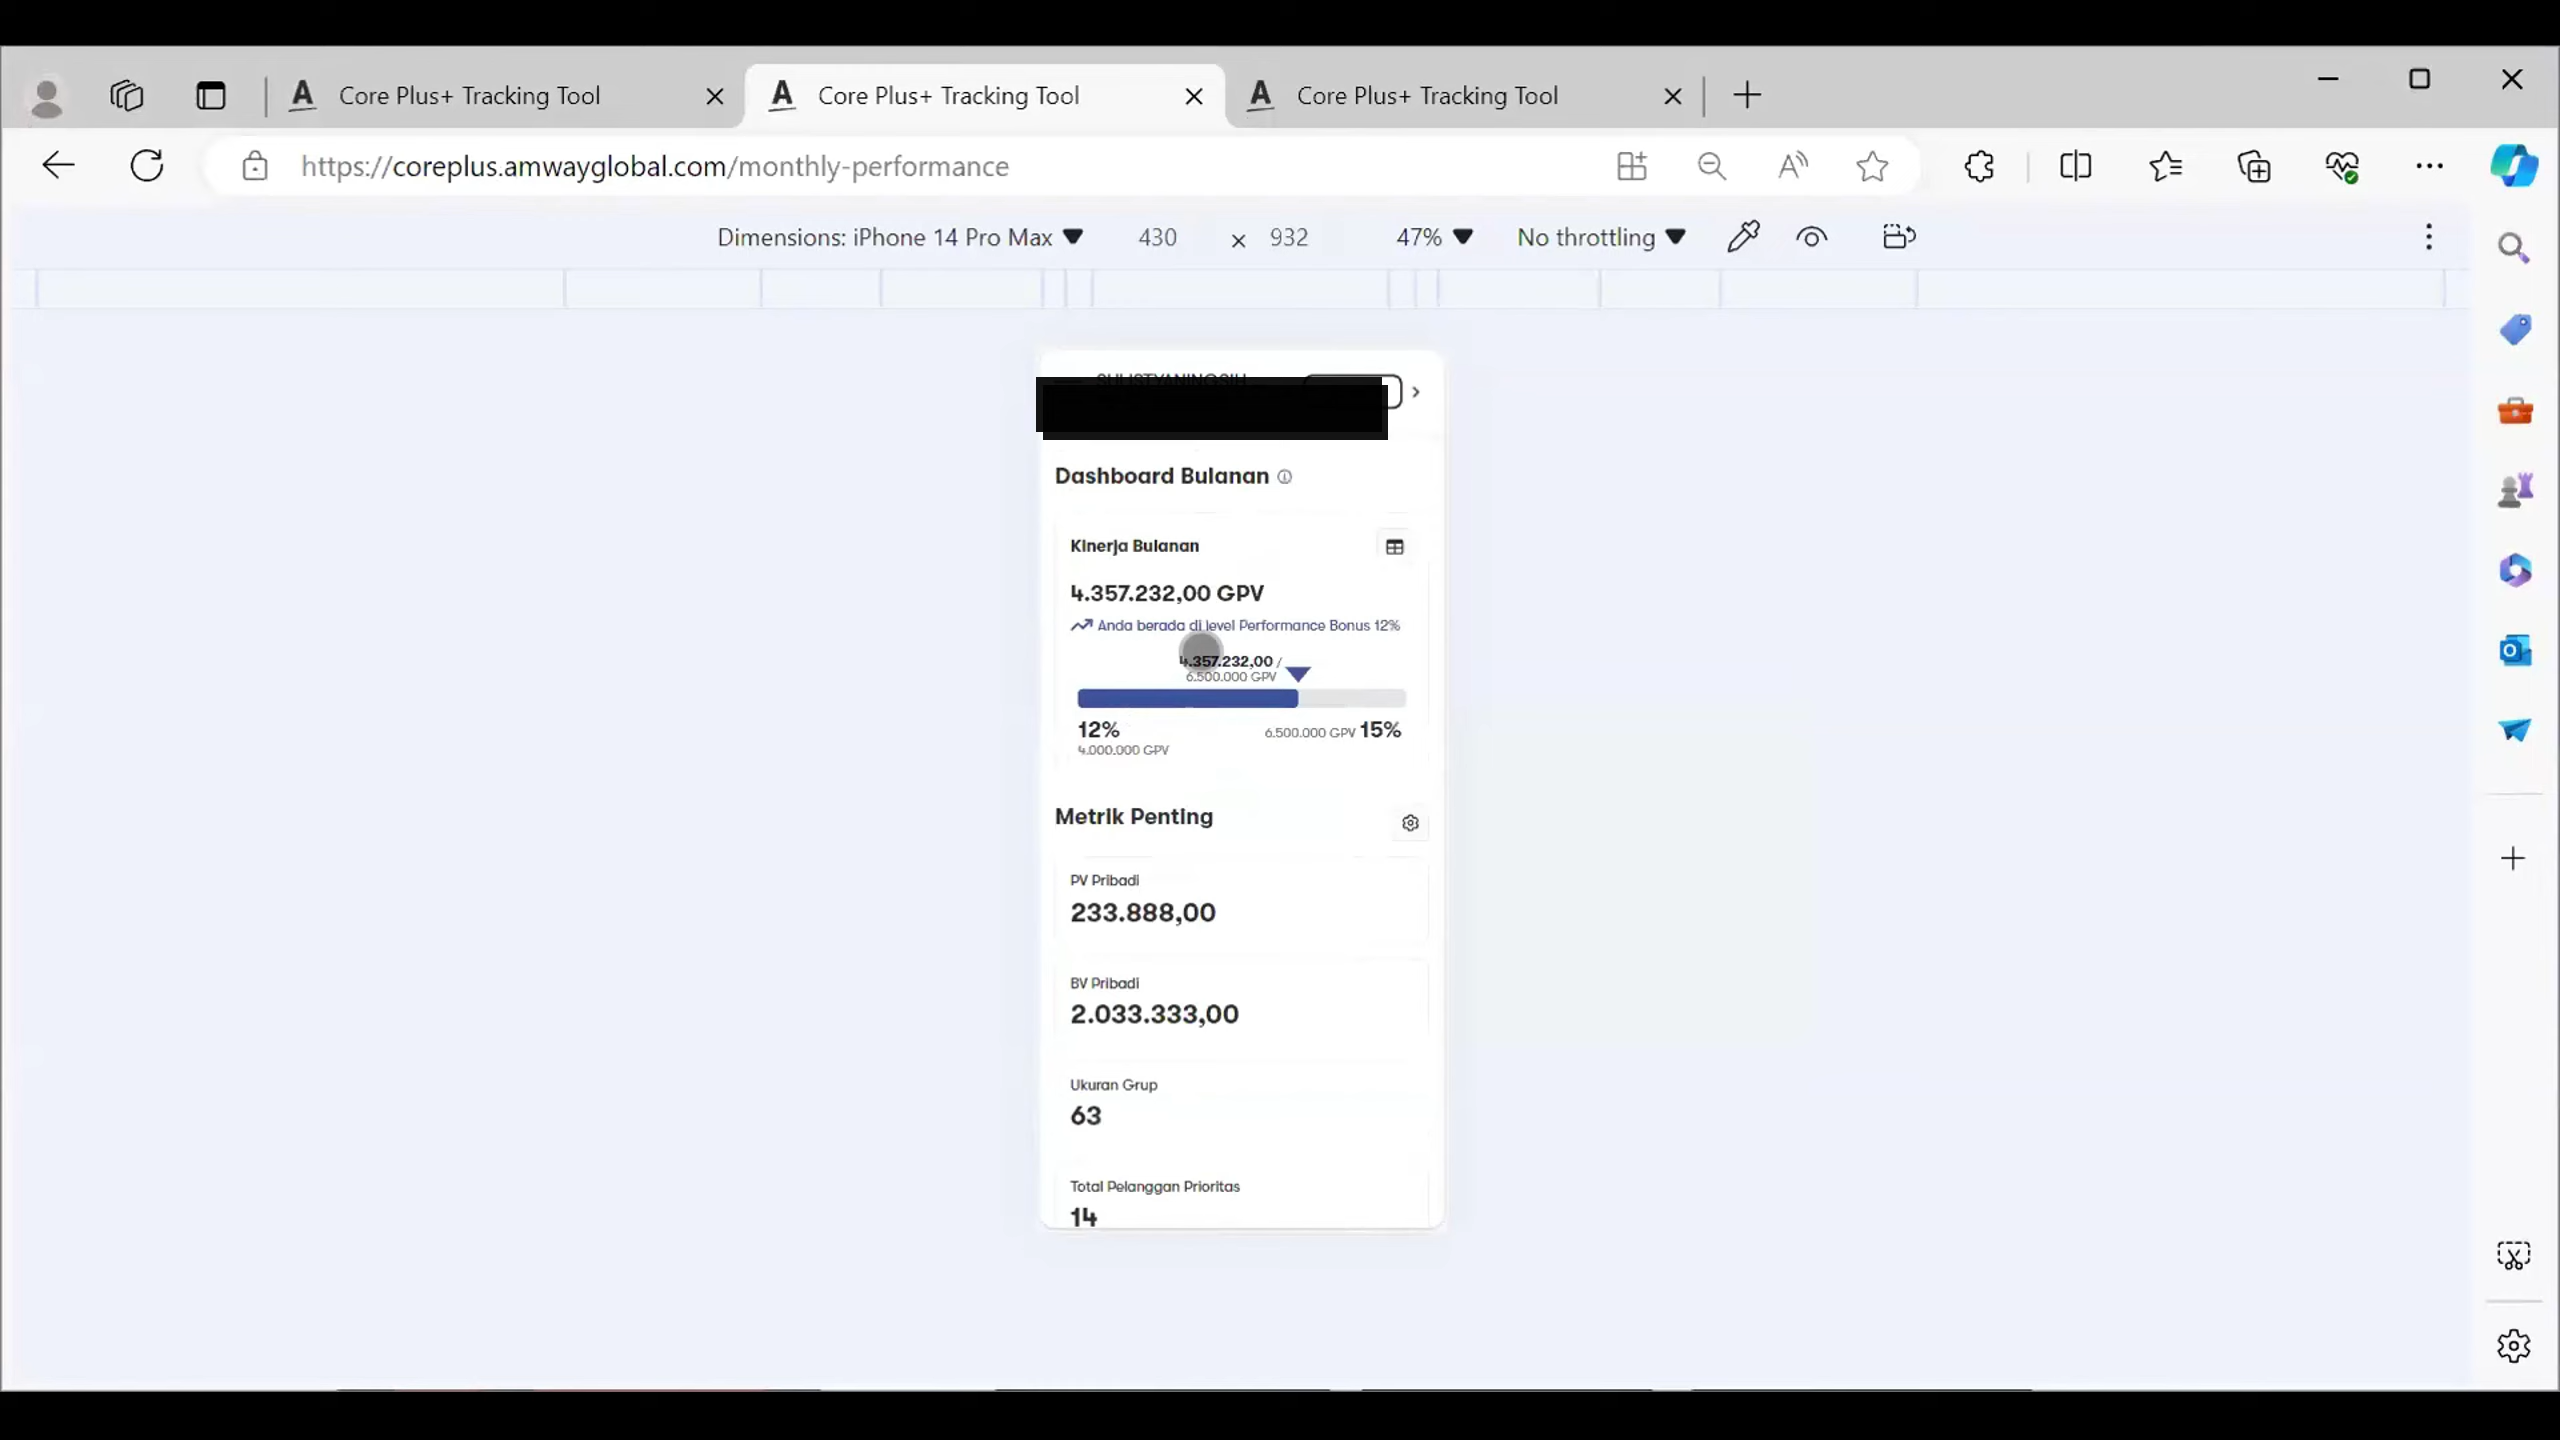 Core Plus+ Tracking Tool
Core Plus+ Tracking Tool
Core Plus+ Tracking Tool
https://coreplus.amwayglobal.com/monthly-performance
Dimensions: iPhone 14 Pro Max 430 × 932 47% No throttling
Dashboard Bulanan
Kinerja Bulanan
4.357.232,00 GPV
Anda berada di level Performance Bonus 12%
4.357.232,00 /
6.500.000 GPV
12% 6.500.000 GPV 15%
4.000.000 GPV
Metrik Penting
PV Pribadi
233.888,00
BV Pribadi
2.033.333,00
Ukuran Grup
63
Total Pelanggan Prioritas
14